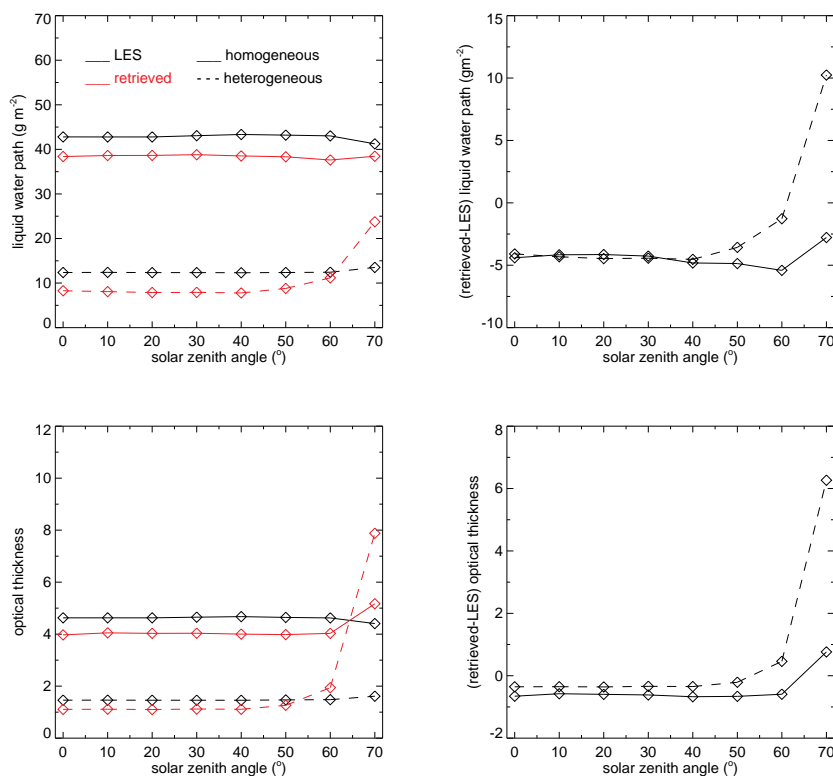 70
60
50
40
30
20
10
0
liquid water path (g m-2)
LES
homogeneous
retrieved
heterogeneous
0 10 20 30 40 50 60 70
solar zenith angle (o)
15
10
5
0
-5
-10
(retrieved-LES) liquid water path (gm-2)
0 10 20 30 40 50 60 70
solar zenith angle (o)
12
10
8
6
4
2
0
optical thickness
0 10 20 30 40 50 60 70
solar zenith angle (o)
8
6
4
2
0
-2
(retrieved-LES) optical thickness
0 10 20 30 40 50 60 70
solar zenith angle (o)